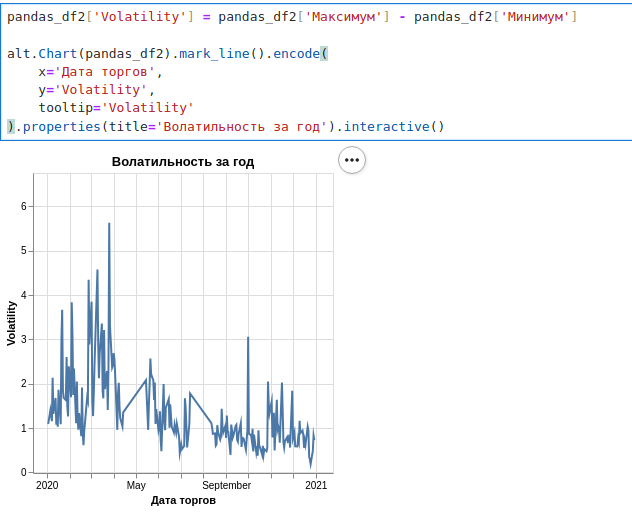 pandas_df2['Volatility'] = pandas_df2['Максимум'] - pandas_df2['Минимум']
alt.Chart(pandas_df2).mark_line().encode(
x='Дата торгов',
y='Volatility',
tooltip='Volatility'
).properties(title='Волатильность за год').interactive()
Волатильность за год
6
5
4
3
2
1
0
Volatility
2020 May September 2021
Дата торгов